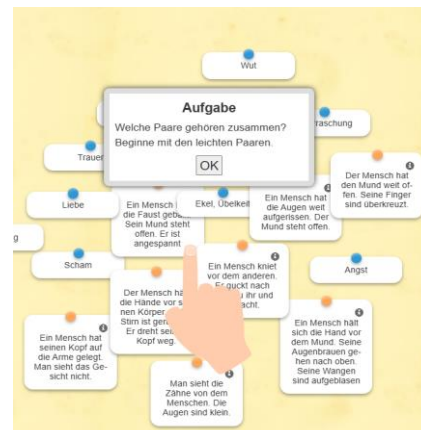 Wut
Aufgabe
Welche Paare gehören zusammen?
Beginne mit den leichten Paaren.
OK
Trauer
raschung
Der Mensch hat
den Mund weit of-
fen. Seine Finger
sind überkreuzt.
Liebe
Ein Mensch
die Faust geba
Sein Mund steht
offen. Er ist
angespannt
Ekel, Übelkeit
Ein Mensch hat
die Augen weit
aufgerissen. Der
Mund steht offen.
g
Scham
Ein Mensch kniet
vor dem anderen.
Er guckt nach
u ihr und
acht.
Angst
Der Mensch hä
die Hände vor s
nen Körper.
Stirn ist ger
Er dreht se
Kopf weg.
Ein Mensch hält
sich die Hand vor
dem Mund. Seine
Augenbrauen ge-
hen nach oben.
Seine Wangen
sind aufgeblasen
Ein Mensch hat
seinen Kopf auf
die Arme gelegt.
Man sieht das Ge-
sicht nicht.
Man sieht die
Zähne von dem
Menschen. Die
Augen sind klein.